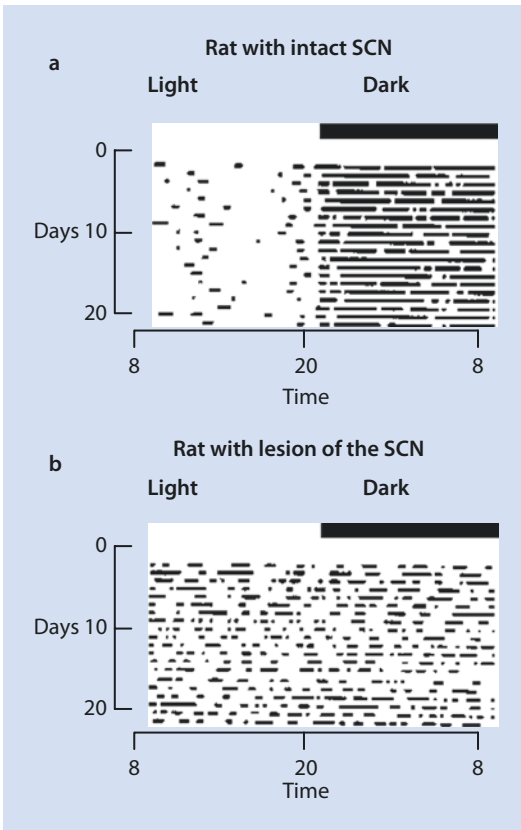 Rat with intact SCN
a
Light Dark
0
Days 10
20
8 20 8
Time
Rat with lesion of the SCN
b
Light Dark
0
Days 10
20
8 20 8
Time